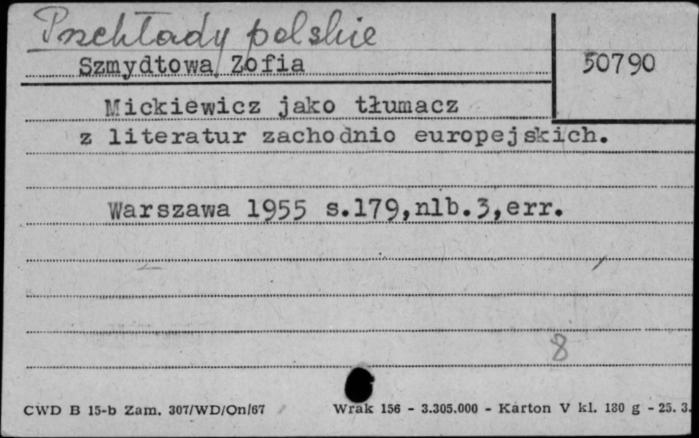 Przekłady polskie
Szmydtowa Zofia
50790
Mickiewicz jako tłumacz
z literatur zachodnio europejskich.
Warszawa 1955 s.179,nlb.3,err.
8
CWD B 15-b Zam. 307/WD/On/67 Wrak 156 - 3.305.000 - Karton V kl. 180 g - 25. 3.